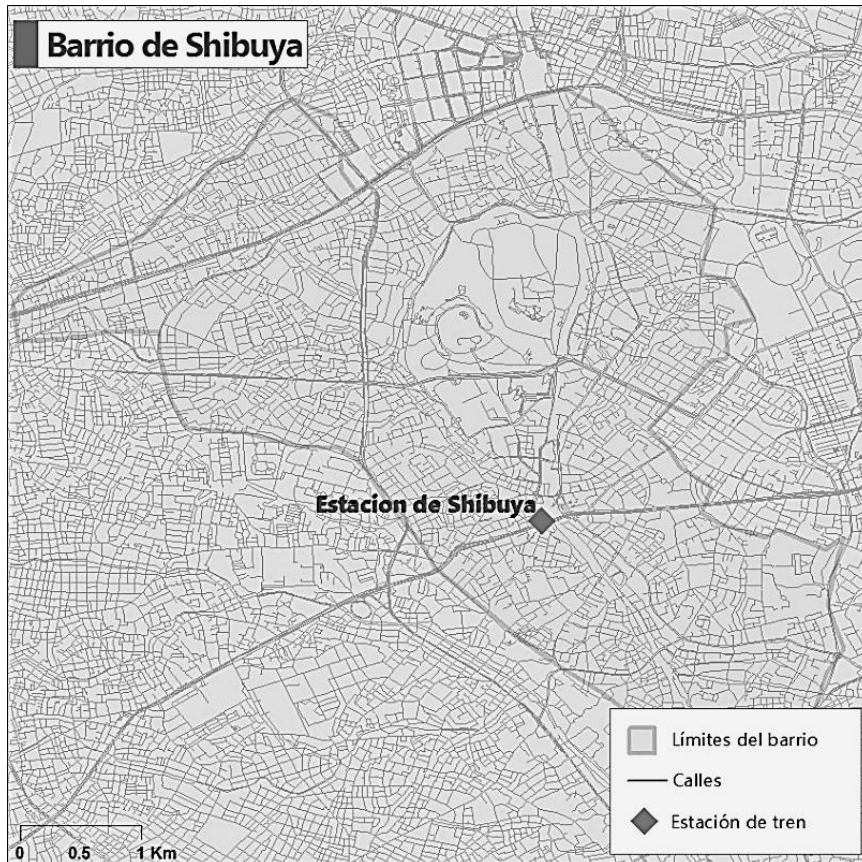 Barrio de Shibuya
Estacion de Shibuya
Límites del barrio
Calles
Estación de tren
0 0.5 1 Km